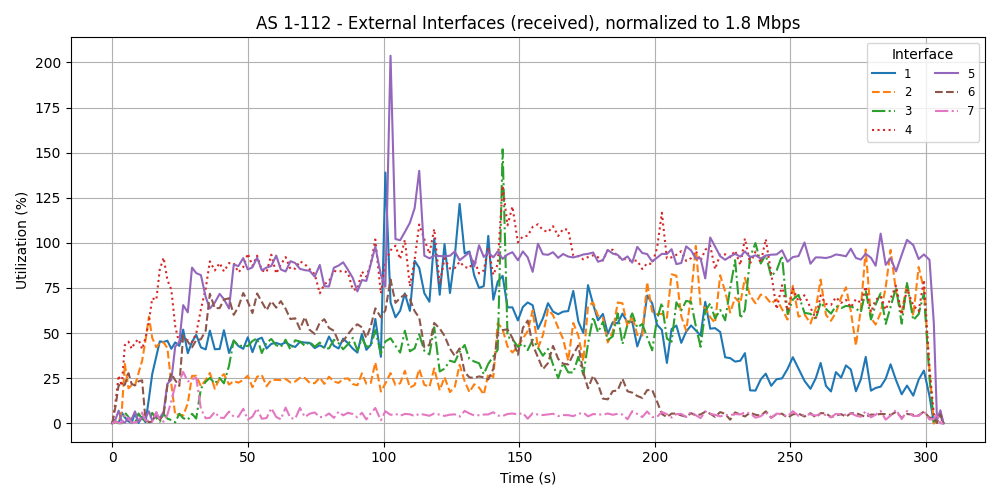 AS 1-112 - External Interfaces (received), normalized to 1.8 Mbps
Interface
1 5
2 6
3 7
4
Utilization (%)
200
175
150
125
100
75
50
25
0
0 50 100 150 200 250 300
Time (s)